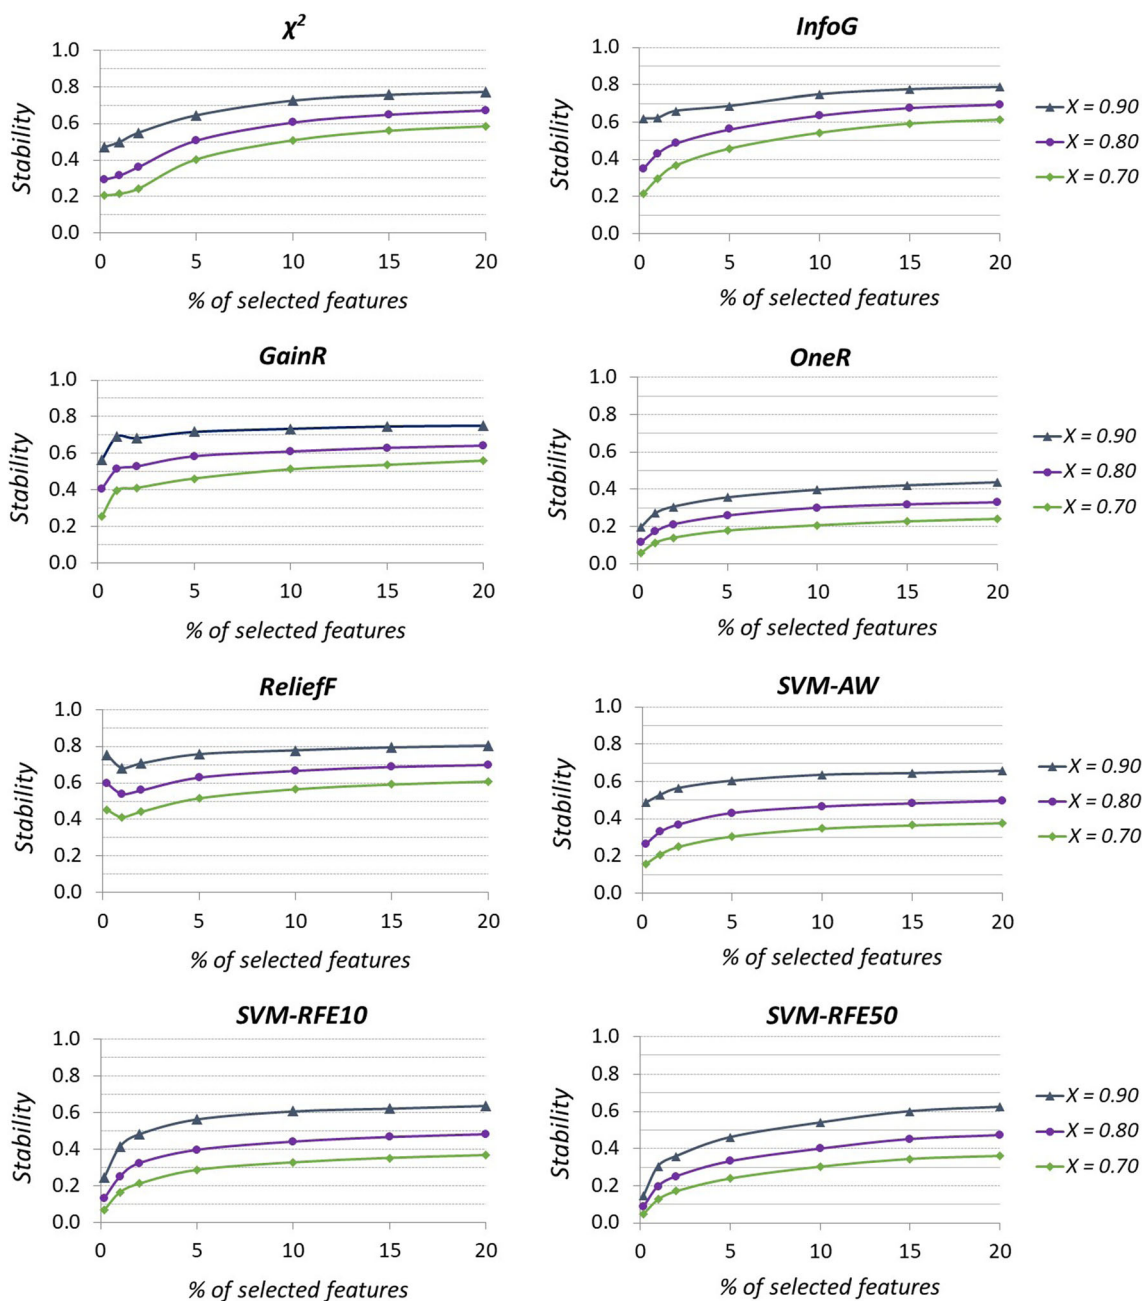 χ²
1.0
0.8
0.6
0.4
0.2
0.0
Stability
0 5 10 15 20
% of selected features
InfoG
1.0
0.8
0.6
0.4
0.2
0.0
Stability
0 5 10 15 20
% of selected features
X = 0.90
X = 0.80
X = 0.70
GainR
1.0
0.8
0.6
0.4
0.2
0.0
Stability
0 5 10 15 20
% of selected features
OneR
1.0
0.8
0.6
0.4
0.2
0.0
Stability
0 5 10 15 20
% of selected features
X = 0.90
X = 0.80
X = 0.70
ReliefF
1.0
0.8
0.6
0.4
0.2
0.0
Stability
0 5 10 15 20
% of selected features
SVM-AW
1.0
0.8
0.6
0.4
0.2
0.0
Stability
0 5 10 15 20
% of selected features
X = 0.90
X = 0.80
X = 0.70
SVM-RFE10
1.0
0.8
0.6
0.4
0.2
0.0
Stability
0 5 10 15 20
% of selected features
SVM-RFE50
1.0
0.8
0.6
0.4
0.2
0.0
Stability
0 5 10 15 20
% of selected features
X = 0.90
X = 0.80
X = 0.70